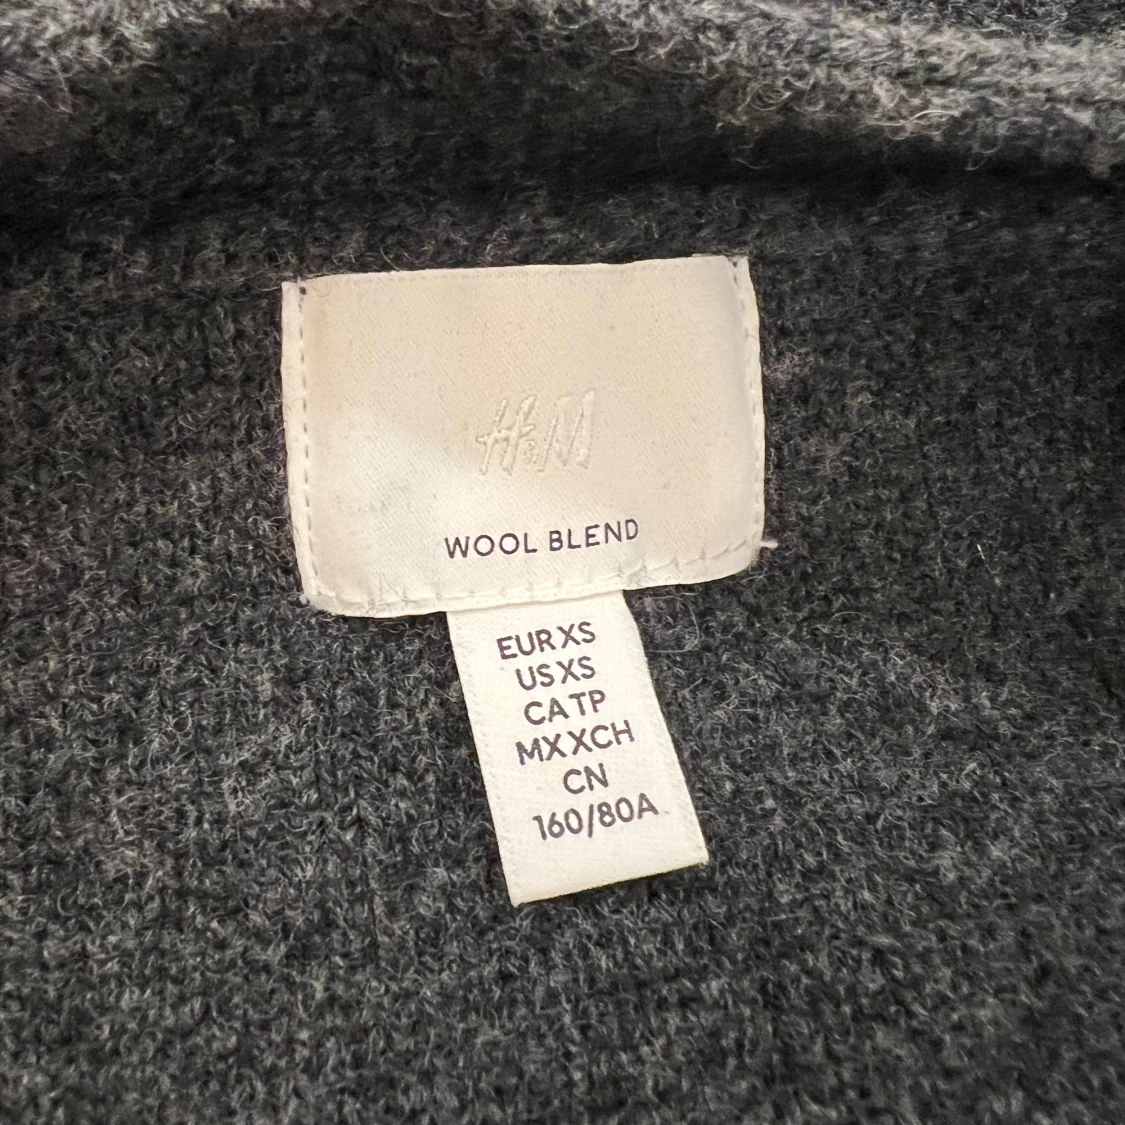 H&M
WOOL BLEND
EUR XS
US XS
CA TP
MX XCH
CN
160/80A